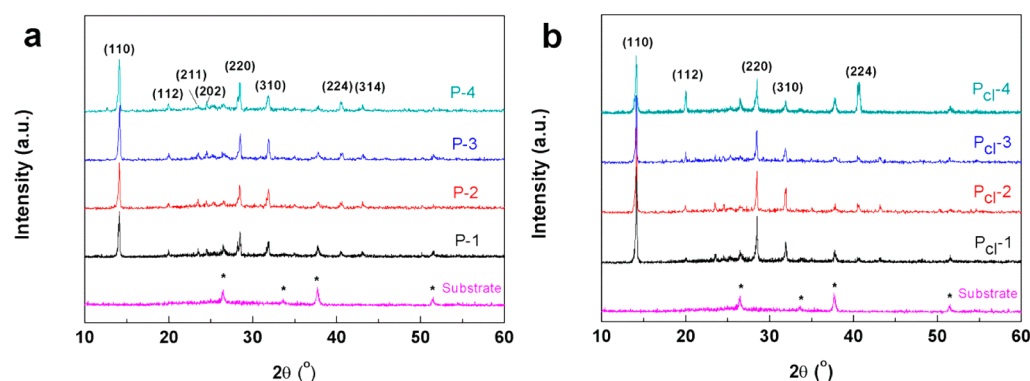 a
(110)
(112)
(211)
(202)
(220)
(310)
(224)
(314)
P-4
P-3
P-2
P-1
Substrate
* * * *
Intensity (a.u.)
10 20 30 40 50 60
2θ (°)
b
(110)
(112)
(220)
(310)
(224)
Pcl-4
Pcl-3
Pcl-2
Pcl-1
Substrate
* * * *
Intensity (a.u.)
10 20 30 40 50 60
2θ (°)